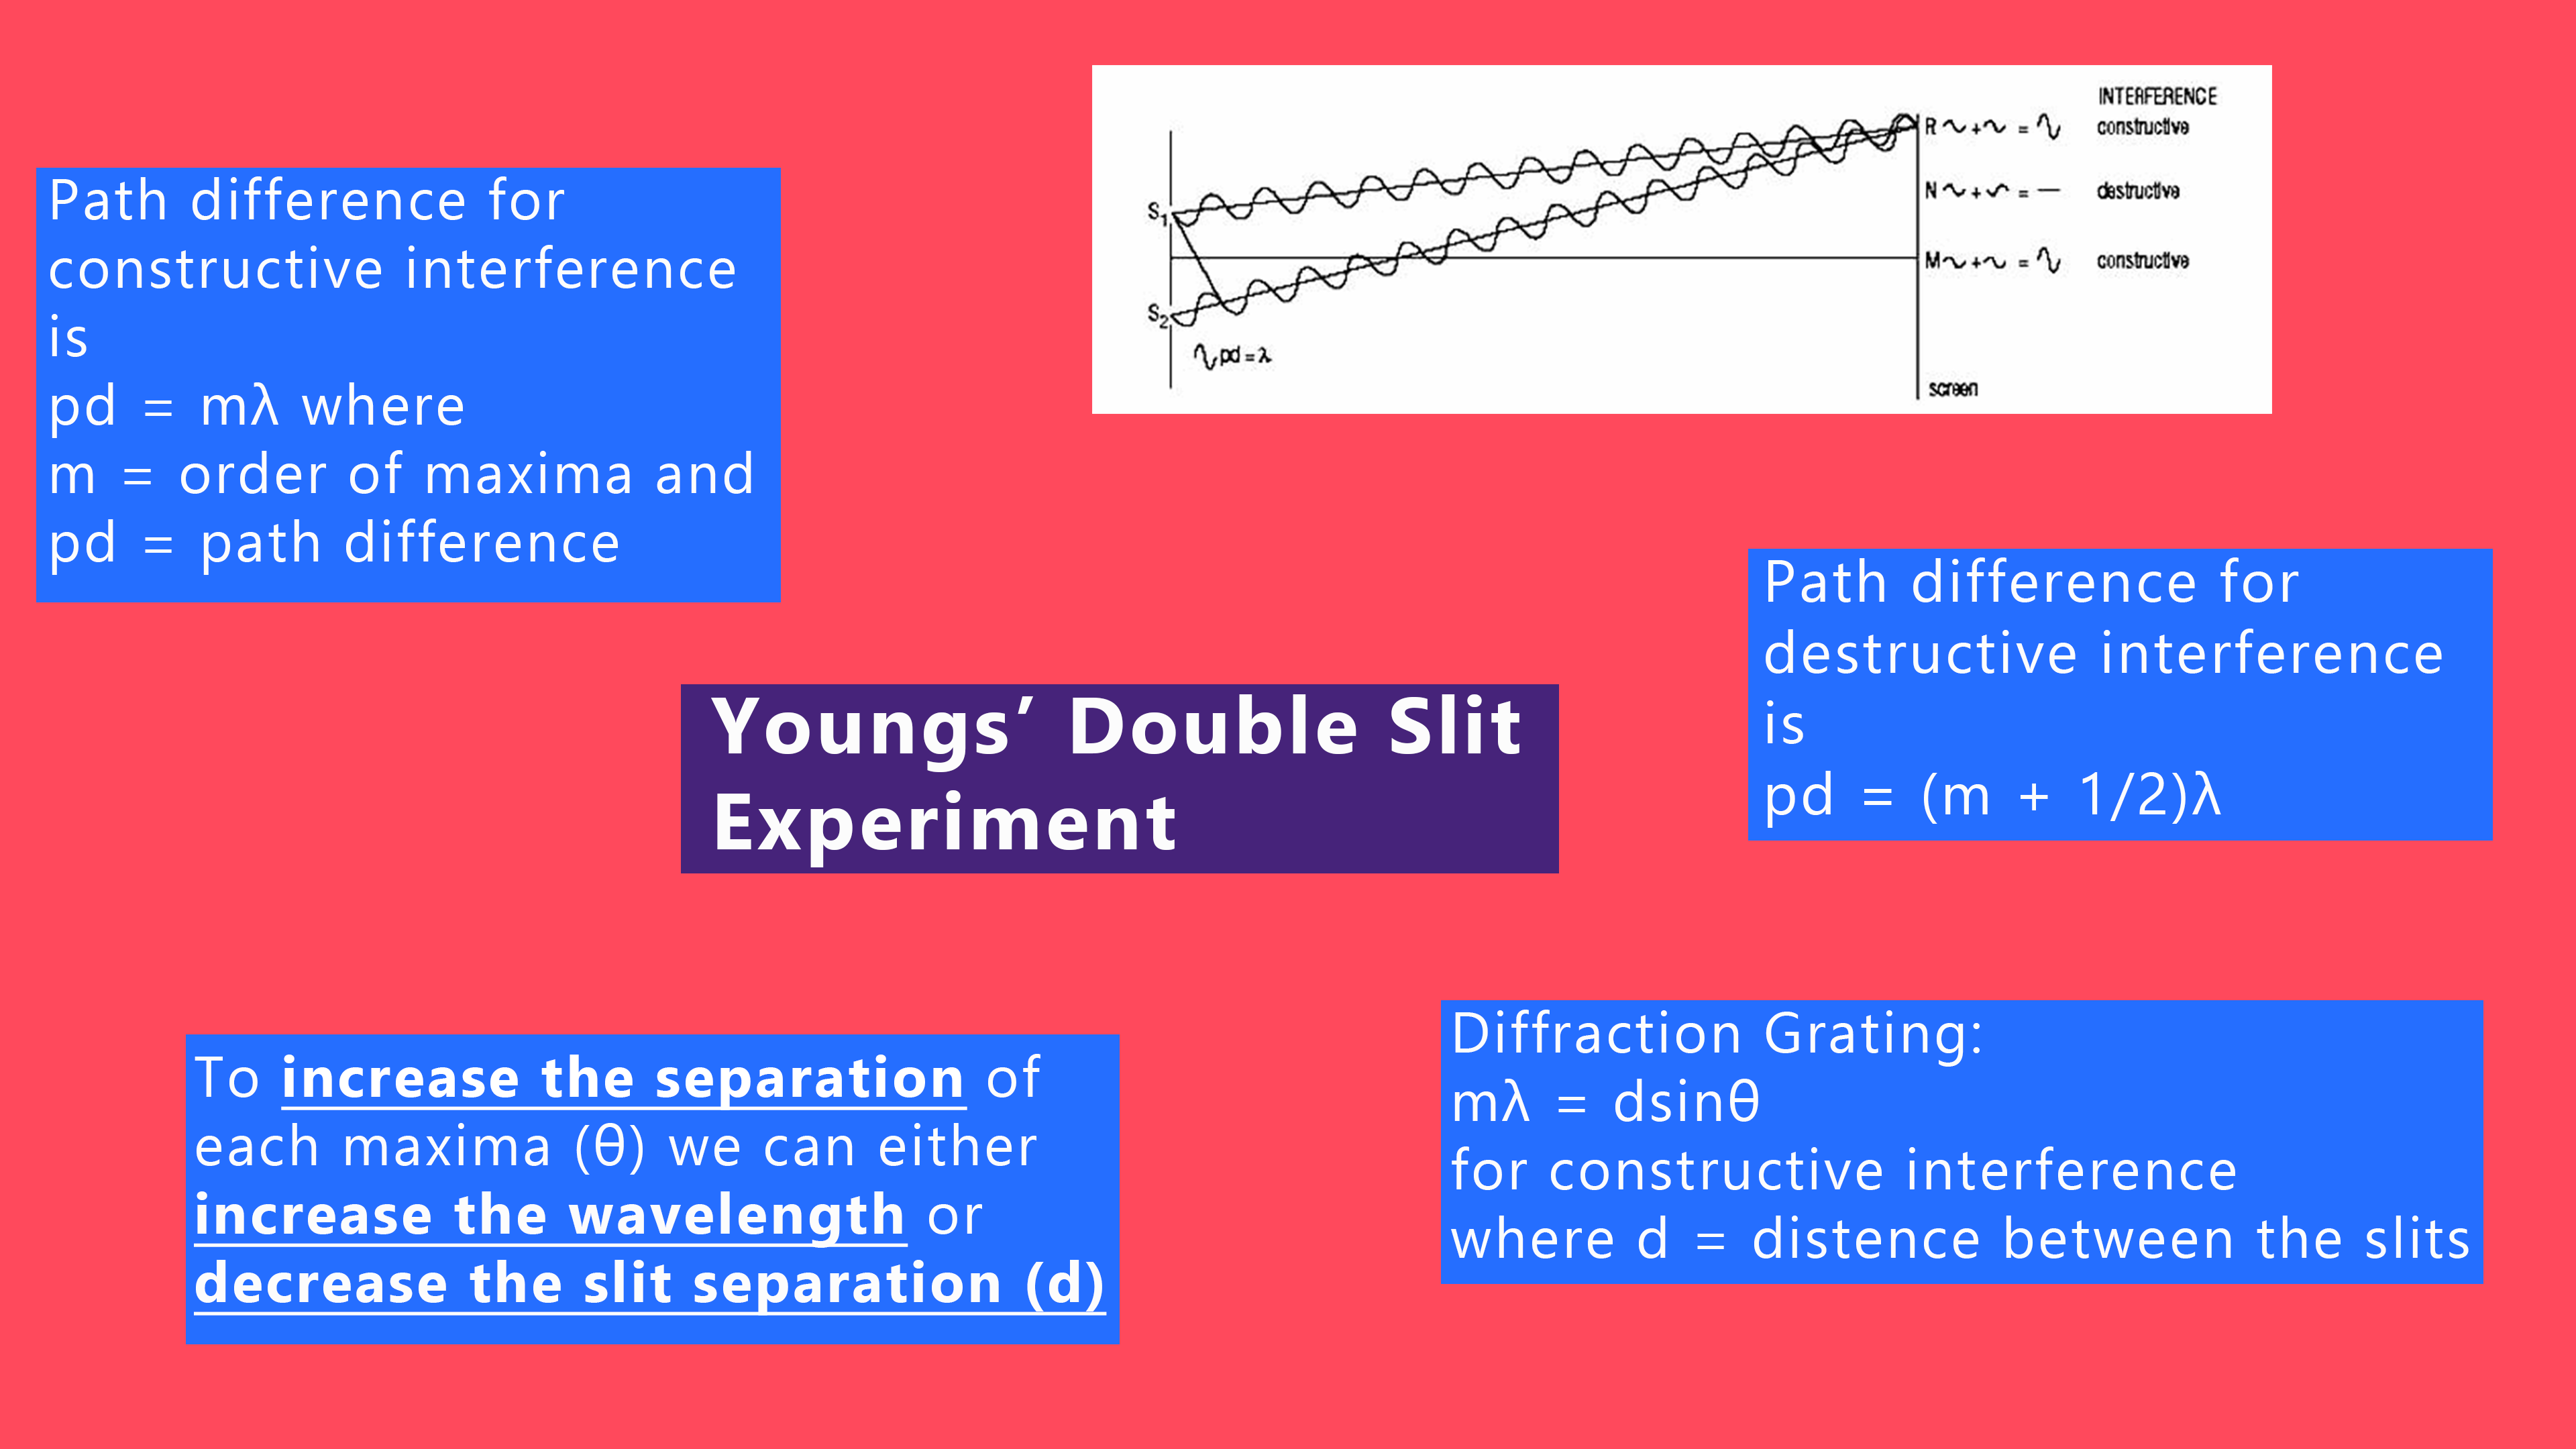 INTERFERENCE
R + = constructive
N + = — destructive
M + = constructive
S1
S2
pd = λ
screen
Path difference for
constructive interference
is
pd = mλ where
m = order of maxima and
pd = path difference
Path difference for
destructive interference
is
pd = (m + 1/2)λ
Youngs’ Double Slit
Experiment
To increase the separation of
each maxima (θ) we can either
increase the wavelength or
decrease the slit separation (d)
Diffraction Grating:
mλ = dsinθ
for constructive interference
where d = distence between the slits